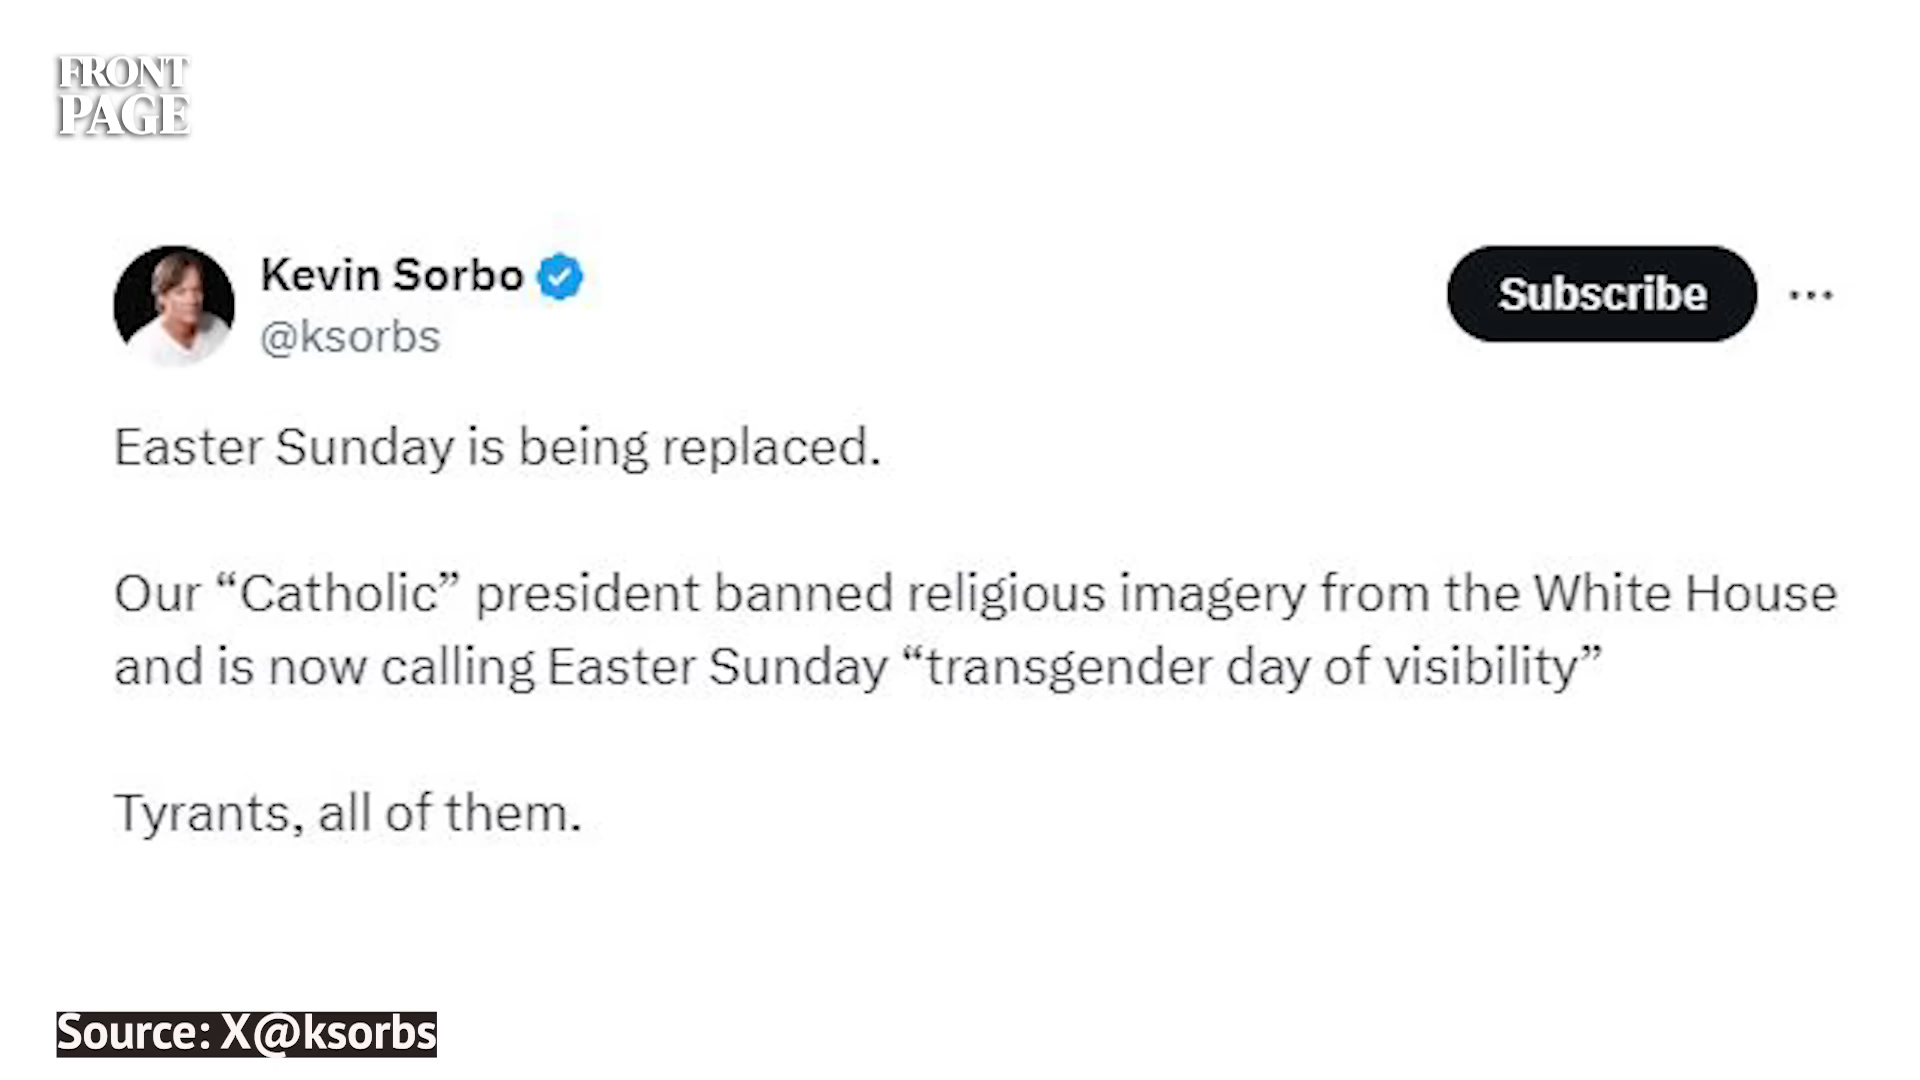 FRONT
PAGE
Kevin Sorbo
@ksorbs
Subscribe
Easter Sunday is being replaced.
Our “Catholic” president banned religious imagery from the White House
and is now calling Easter Sunday “transgender day of visibility”
Tyrants, all of them.
Source: X@ksorbs